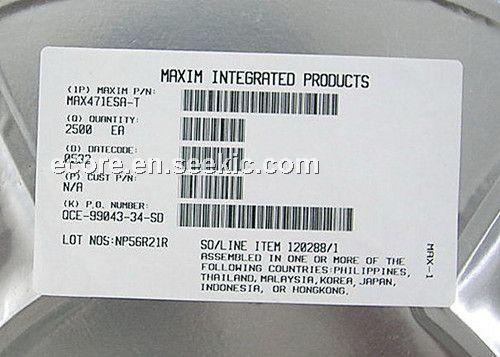 MAXIM INTEGRATED PRODUCTS
(1P) MAXIM P/N:
MAX471ESA-T
(Q) QUANTITY:
2500 EA
(D) DATECODE:
0532
ecore.en.seekic.com
(P) CUST P/N:
N/A
(K) P.O. NUMBER:
QCE-99043-34-SD
LOT NOS:NP56R21R
SO/LINE ITEM 120288/1
ASSEMBLED IN ONE OR MORE OF THE
FOLLOWING COUNTRIES:PHILIPPINES,
THAILAND,MALAYSIA,KOREA,JAPAN,
INDONESIA, OR HONGKONG.
MAX-1